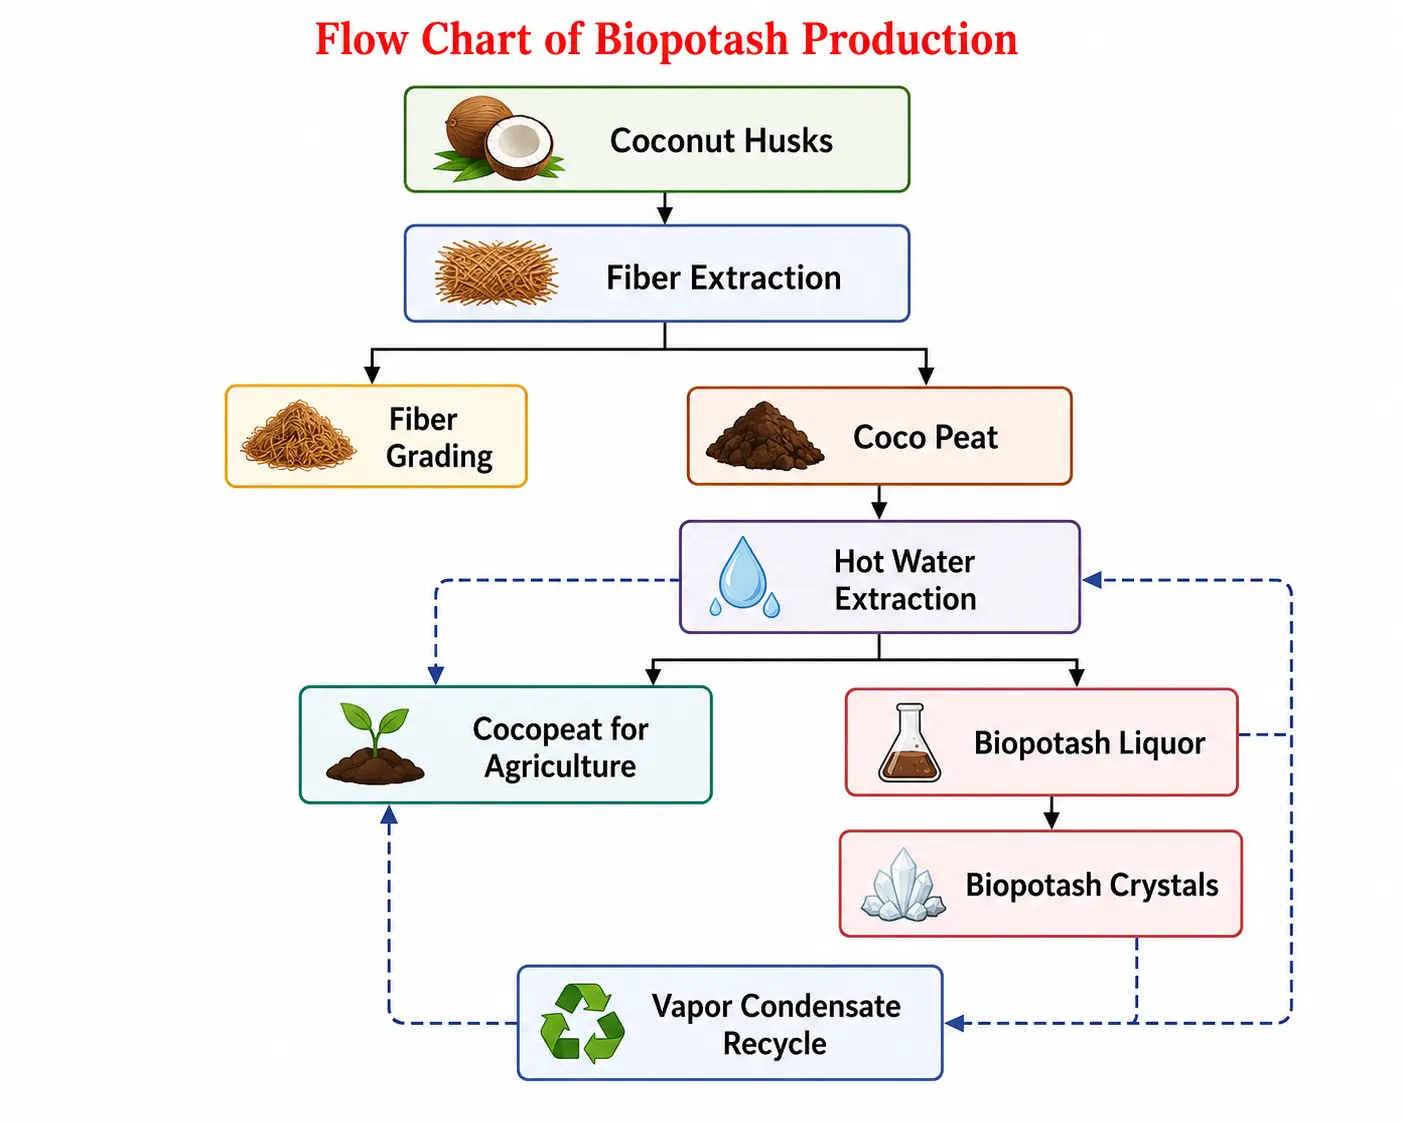 Flow Chart of Biopotash Production
Coconut Husks
Fiber Extraction
Fiber
Grading
Coco Peat
Hot Water
Extraction
Cocopeat for
Agriculture
Biopotash Liquor
Biopotash Crystals
Vapor Condensate
Recycle